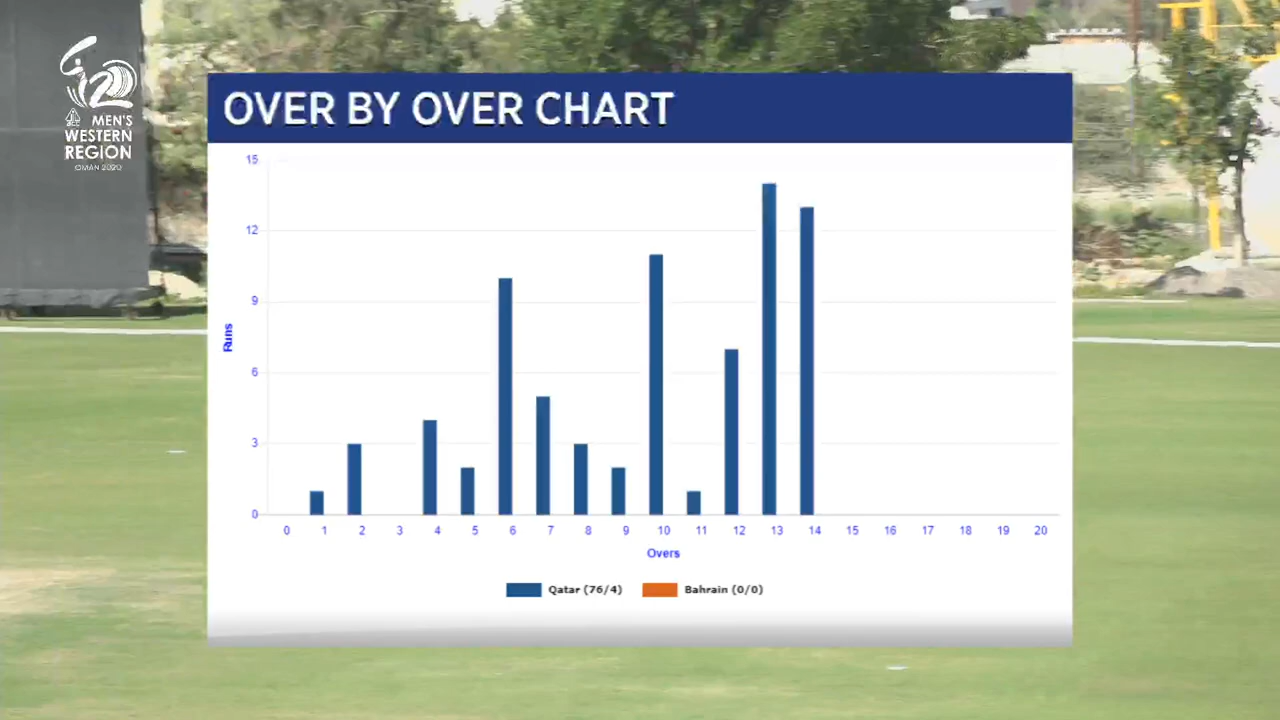 T20
MEN'S
WESTERN
REGION
OMAN 2020
OVER BY OVER CHART
15
12
9
6
3
0
Runs
0 1 2 3 4 5 6 7 8 9 10 11 12 13 14 15 16 17 18 19 20
Overs
Qatar (76/4) Bahrain (0/0)